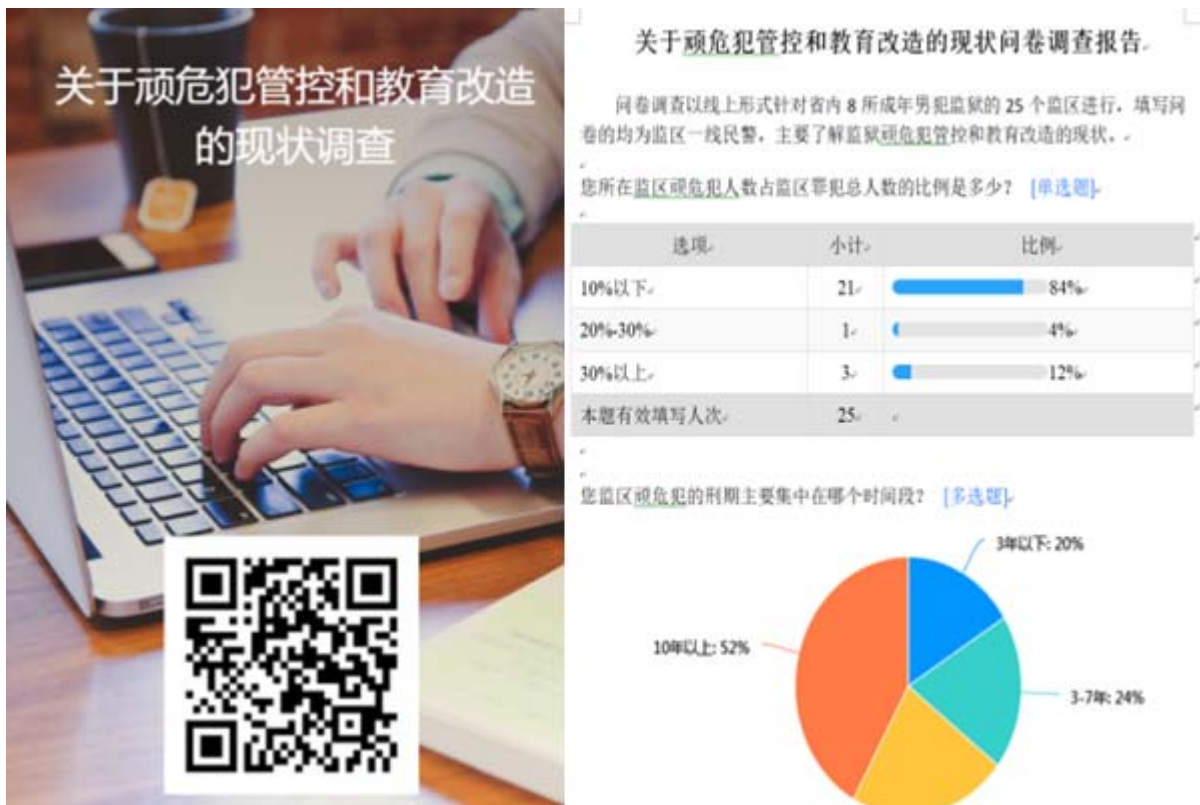 关于顽危犯管控和教育改造
的现状调查
关于顽危犯管控和教育改造的现状问卷调查报告
问卷调查以线上形式针对省内 8 所成年男犯监狱的 25 个监区进行，填写问
卷的均为监区一线民警，主要了解监狱顽危犯管控和教育改造的现状。
您所在监区顽危犯人数占监区罪犯总人数的比例是多少？ [单选题]
选项 小计 比例
10%以下 21 84%
20%-30% 1 4%
30%以上 3 12%
本题有效填写人次 25
您监区顽危犯的刑期主要集中在哪个时间段？ [多选题]
3年以下: 20%
10年以上: 52%
3-7年: 24%